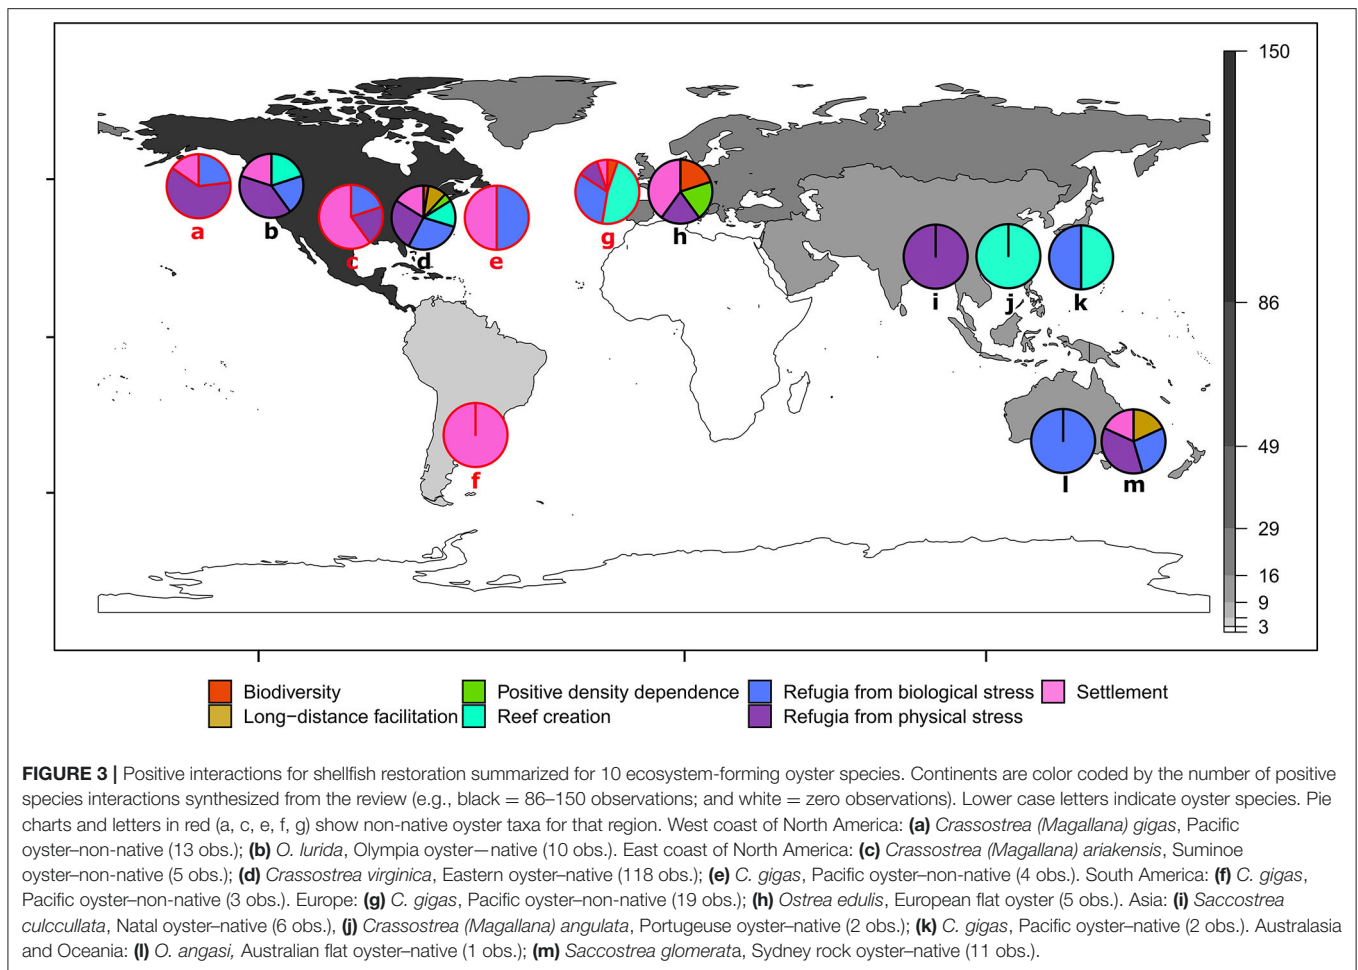 150
86
49
29
16
9
3
a
b
c
d
e
f
g
h
i
j
k
l
m
Biodiversity
Positive density dependence
Refugia from biological stress
Settlement
Long−distance facilitation
Reef creation
Refugia from physical stress
FIGURE 3 | Positive interactions for shellfish restoration summarized for 10 ecosystem-forming oyster species. Continents are color coded by the number of positive
species interactions synthesized from the review (e.g., black = 86–150 observations; and white = zero observations). Lower case letters indicate oyster species. Pie
charts and letters in red (a, c, e, f, g) show non-native oyster taxa for that region. West coast of North America: (a) Crassostrea (Magallana) gigas, Pacific
oyster–non-native (13 obs.); (b) O. lurida, Olympia oyster—native (10 obs.). East coast of North America: (c) Crassostrea (Magallana) ariakensis, Suminoe
oyster–non-native (5 obs.); (d) Crassostrea virginica, Eastern oyster–native (118 obs.); (e) C. gigas, Pacific oyster–non-native (4 obs.). South America: (f) C. gigas,
Pacific oyster–non-native (3 obs.). Europe: (g) C. gigas, Pacific oyster–non-native (19 obs.); (h) Ostrea edulis, European flat oyster (5 obs.). Asia: (i) Saccostrea
culccullata, Natal oyster–native (6 obs.), (j) Crassostrea (Magallana) angulata, Portugeuse oyster–native (2 obs.); (k) C. gigas, Pacific oyster–native (2 obs.). Australasia
and Oceania: (l) O. angasi, Australian flat oyster–native (1 obs.); (m) Saccostrea glomerata, Sydney rock oyster–native (11 obs.).